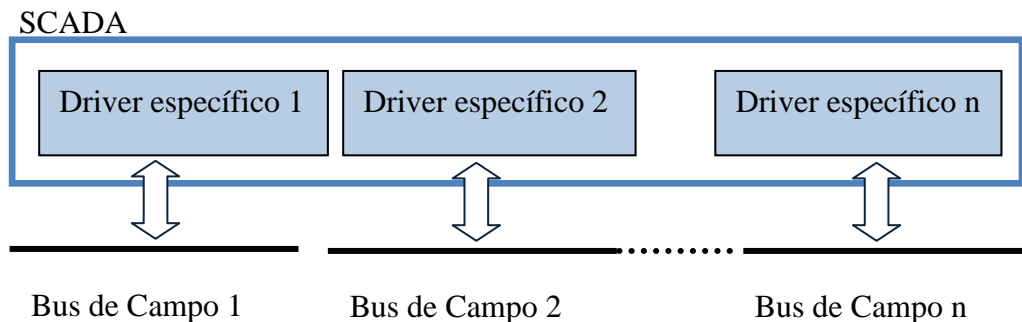 SCADA
Driver específico 1
Driver específico 2
Driver específico n
Bus de Campo 1
Bus de Campo 2
Bus de Campo n